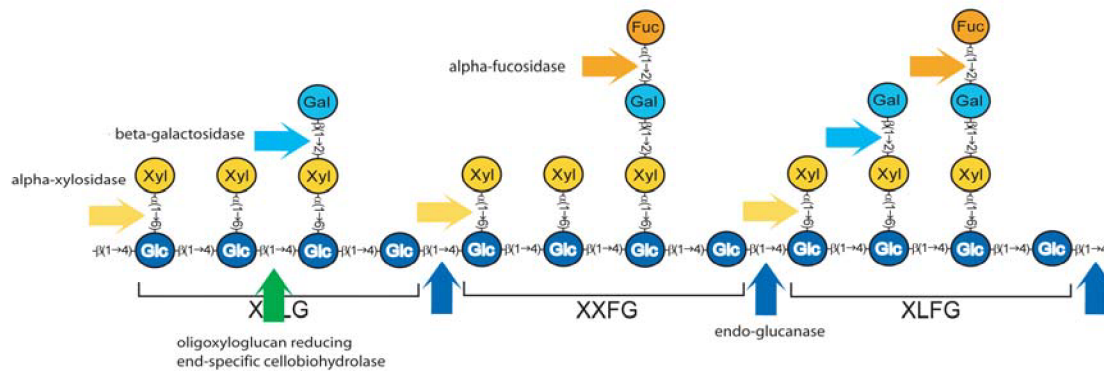 Fuc Fuc
alpha-fucosidase -α(1→2)- -α(1→2)-
Gal Gal Gal Gal
beta-galactosidase -β(1→2)- -β(1→2)- -β(1→2)- -β(1→2)-
alpha-xylosidase Xyl Xyl Xyl Xyl Xyl Xyl Xyl Xyl Xyl
-α(1→6)- -α(1→6)- -α(1→6)- -α(1→6)- -α(1→6)- -α(1→6)- -α(1→6)- -α(1→6)- -α(1→6)-
-β(1→4)- Glc -β(1→4)- Glc -β(1→4)- Glc -β(1→4)- Glc -β(1→4)- Glc -β(1→4)- Glc -β(1→4)- Glc -β(1→4)- Glc -β(1→4)- Glc -β(1→4)- Glc -β(1→4)- Glc -β(1→4)- Glc -β(1→4
XXFG XLFG
oligoxyloglucan reducing
end-specific cellobiohydrolase
endo-glucanase